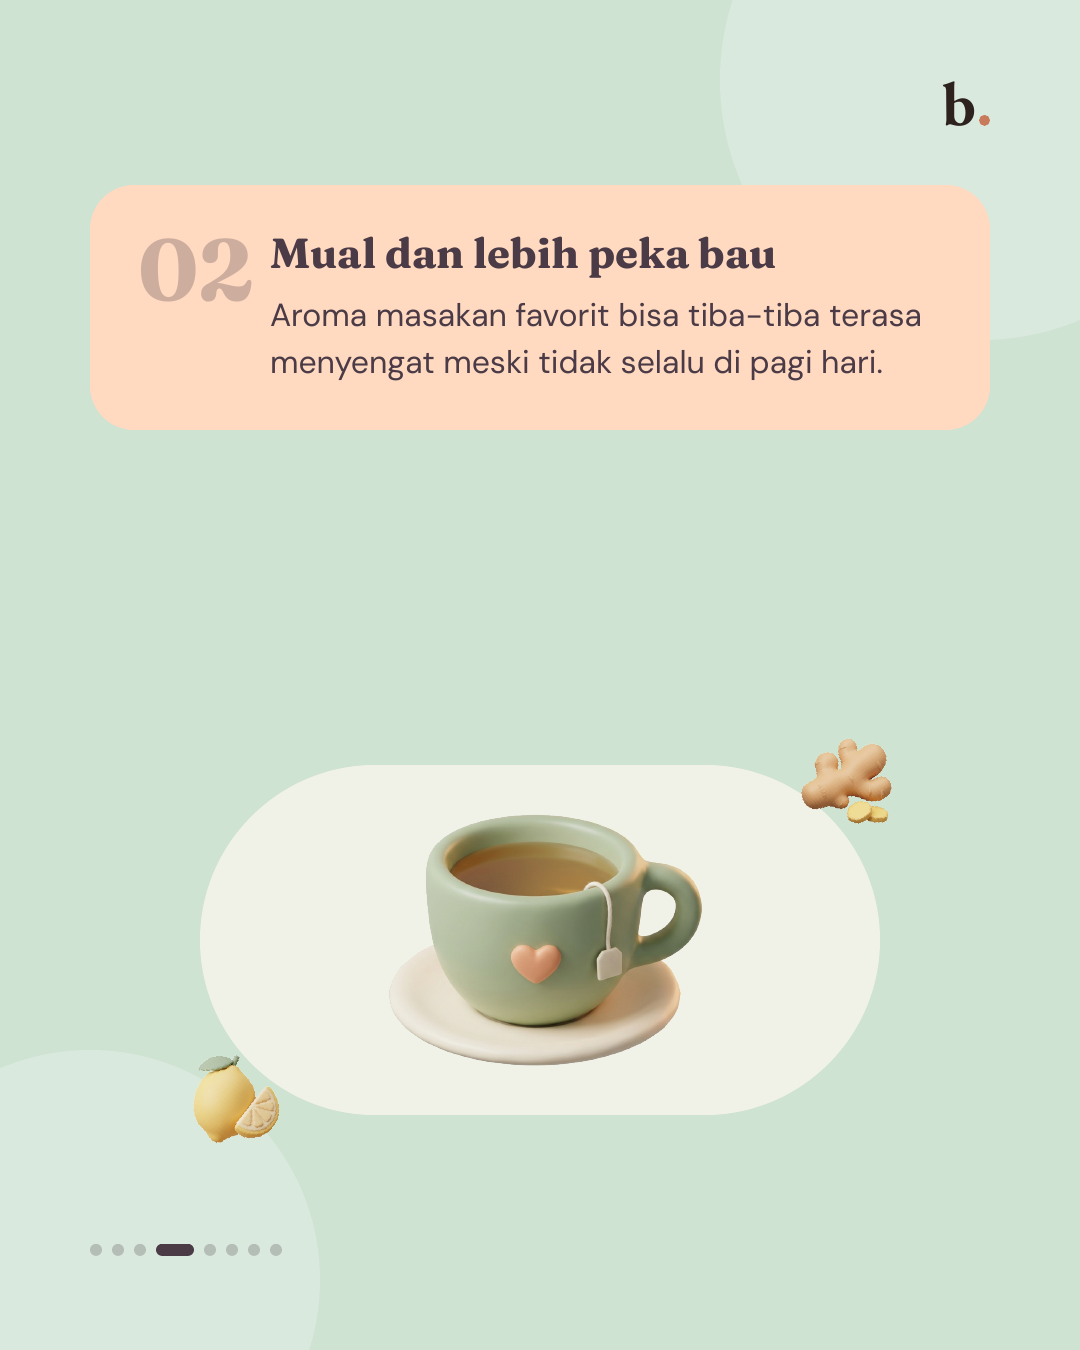 b.
02
Mual dan lebih peka bau
Aroma masakan favorit bisa tiba-tiba terasa
menyengat meski tidak selalu di pagi hari.